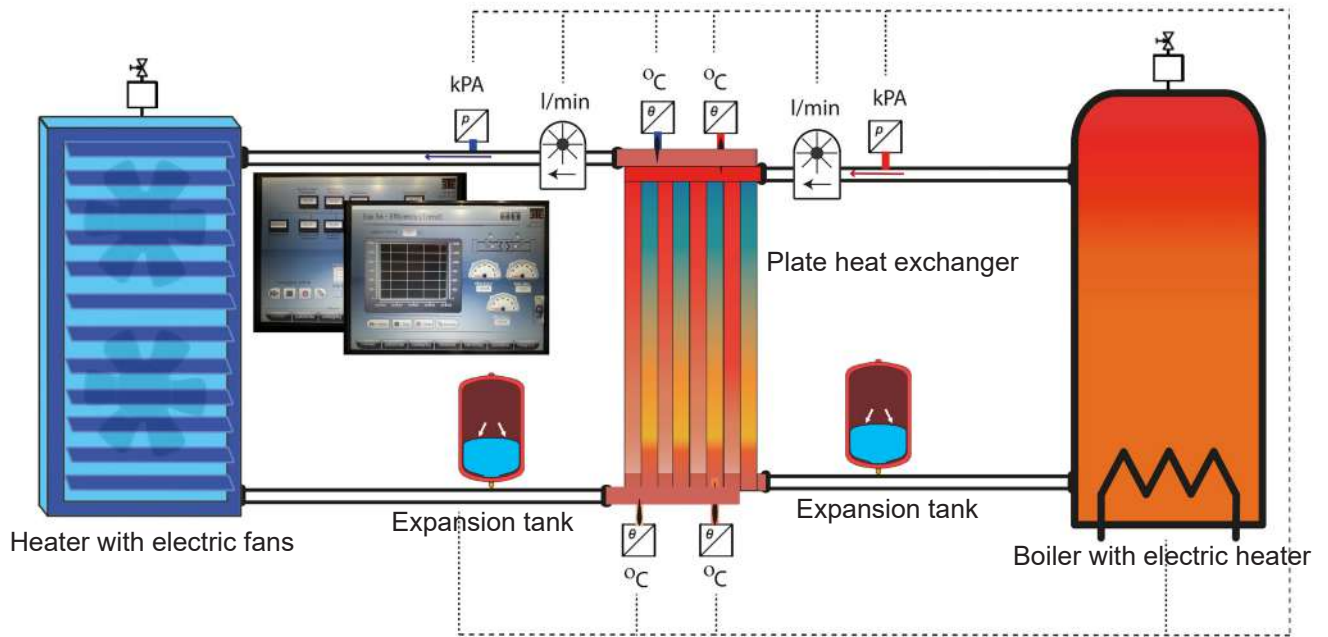 °C
°C
kPA
l/min
l/min
kPA
θ
θ
p
p
Plate heat exchanger
Expansion tank
Expansion tank
Heater with electric fans
Boiler with electric heater
θ
θ
°C
°C